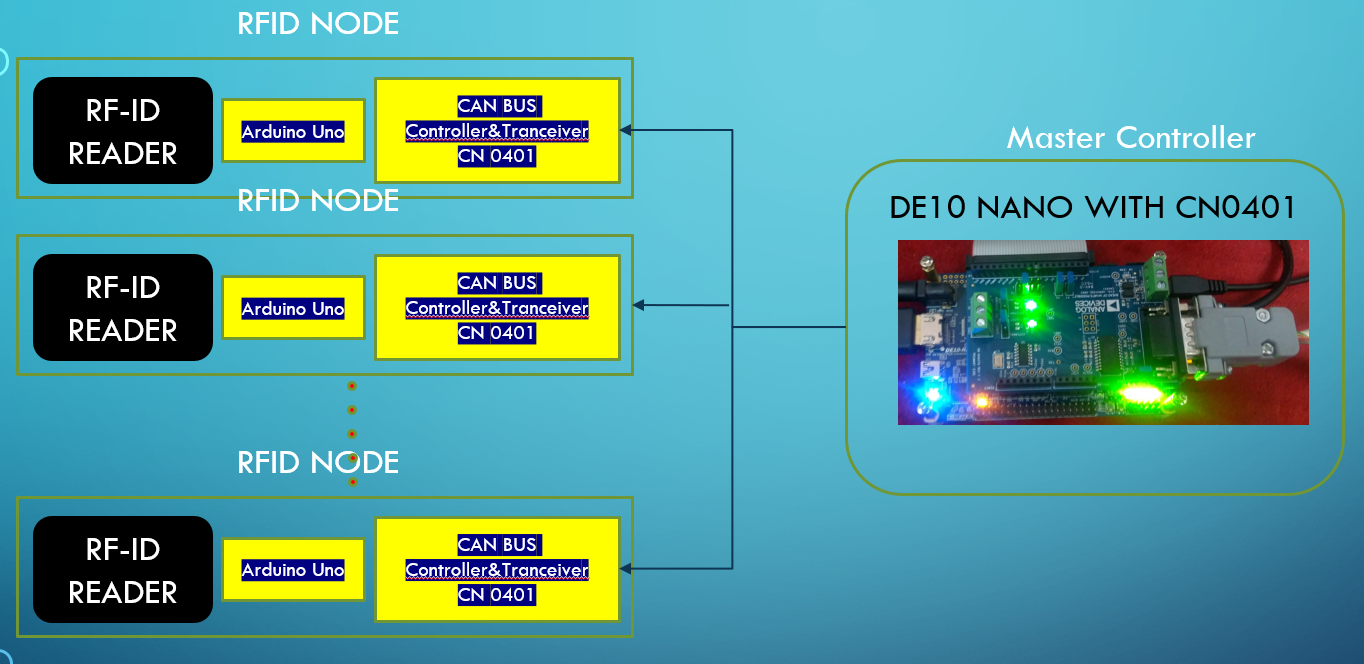 RFID NODE
RF-ID
READER
Arduino Uno
CAN BUS
Controller&Tranceiver
CN 0401
RFID NODE
RF-ID
READER
Arduino Uno
CAN BUS
Controller&Tranceiver
CN 0401
RFID NODE
RF-ID
READER
Arduino Uno
CAN BUS
Controller&Tranceiver
CN 0401
Master Controller
DE10 NANO WITH CN0401
ANALOG
DEVICES